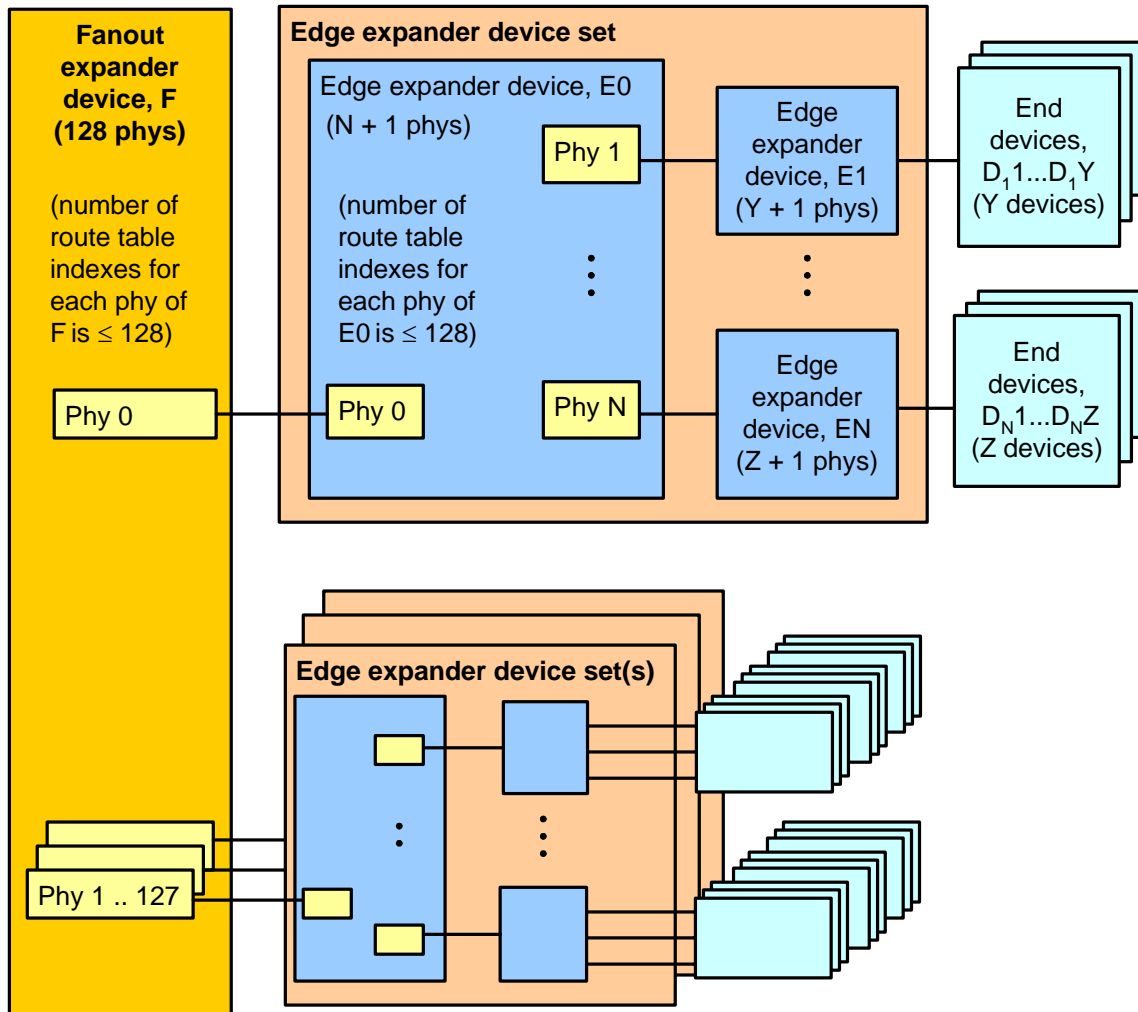 Fanout
expander
device, F
(128 phys)
(number of
route table
indexes for
each phy of
F is ≤ 128)
Phy 0
Edge expander device set
Edge expander device, E0
(N + 1 phys)
(number of
route table
indexes for
each phy of
E0 is ≤ 128)
Phy 0
Phy 1
Phy N
Edge
expander
device, E1
(Y + 1 phys)
Edge
expander
device, EN
(Z + 1 phys)
End
devices,
D₁1...D₁Y
(Y devices)
End
devices,
D_N1...D_NZ
(Z devices)
Edge expander device set(s)
Phy 1 .. 127